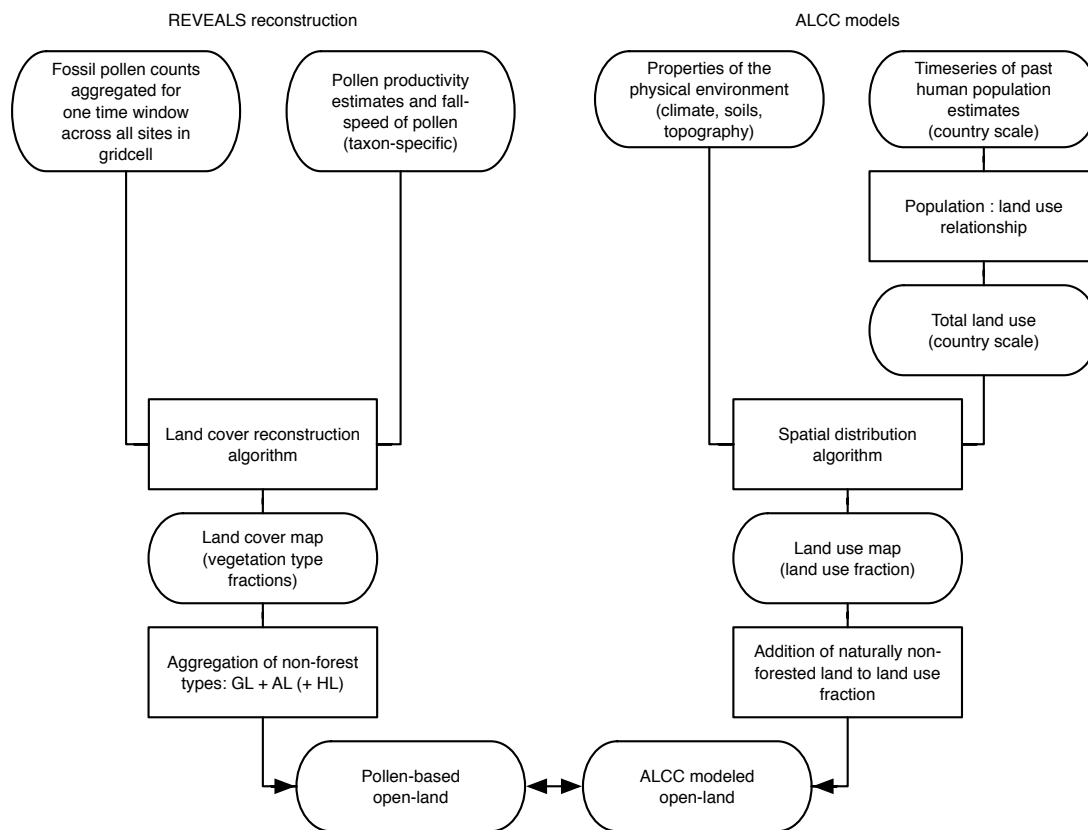 REVEALS reconstruction
Fossil pollen counts
aggregated for
one time window
across all sites in
gridcell
Pollen productivity
estimates and fall-
speed of pollen
(taxon-specific)
Land cover reconstruction
algorithm
Land cover map
(vegetation type
fractions)
Aggregation of non-forest
types: GL + AL (+ HL)
Pollen-based
open-land
ALCC models
Properties of the
physical environment
(climate, soils,
topography)
Timeseries of past
human population
estimates
(country scale)
Population : land use
relationship
Total land use
(country scale)
Spatial distribution
algorithm
Land use map
(land use fraction)
Addition of naturally non-
forested land to land use
fraction
ALCC modeled
open-land